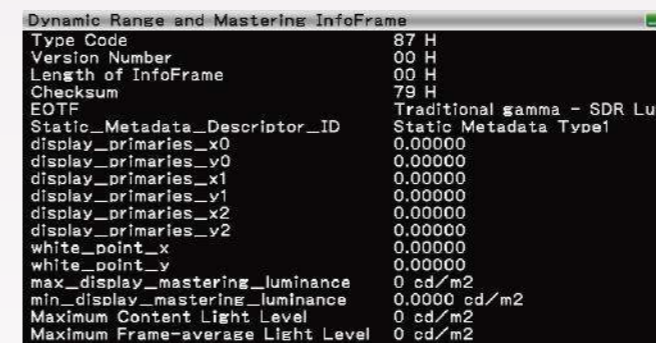 Dynamic Range and Mastering InfoFrame
Type Code 87 H
Version Number 00 H
Length of InfoFrame 00 H
Checksum 79 H
EOTF Traditional gamma - SDR Lu
Static_Metadata_Descriptor_ID Static Metadata Type1
display_primaries_x0 0.00000
display_primaries_y0 0.00000
display_primaries_x1 0.00000
display_primaries_y1 0.00000
display_primaries_x2 0.00000
display_primaries_y2 0.00000
white_point_x 0.00000
white_point_y 0.00000
max_display_mastering_luminance 0 cd/m2
min_display_mastering_luminance 0.0000 cd/m2
Maximum Content Light Level 0 cd/m2
Maximum Frame-average Light Level 0 cd/m2